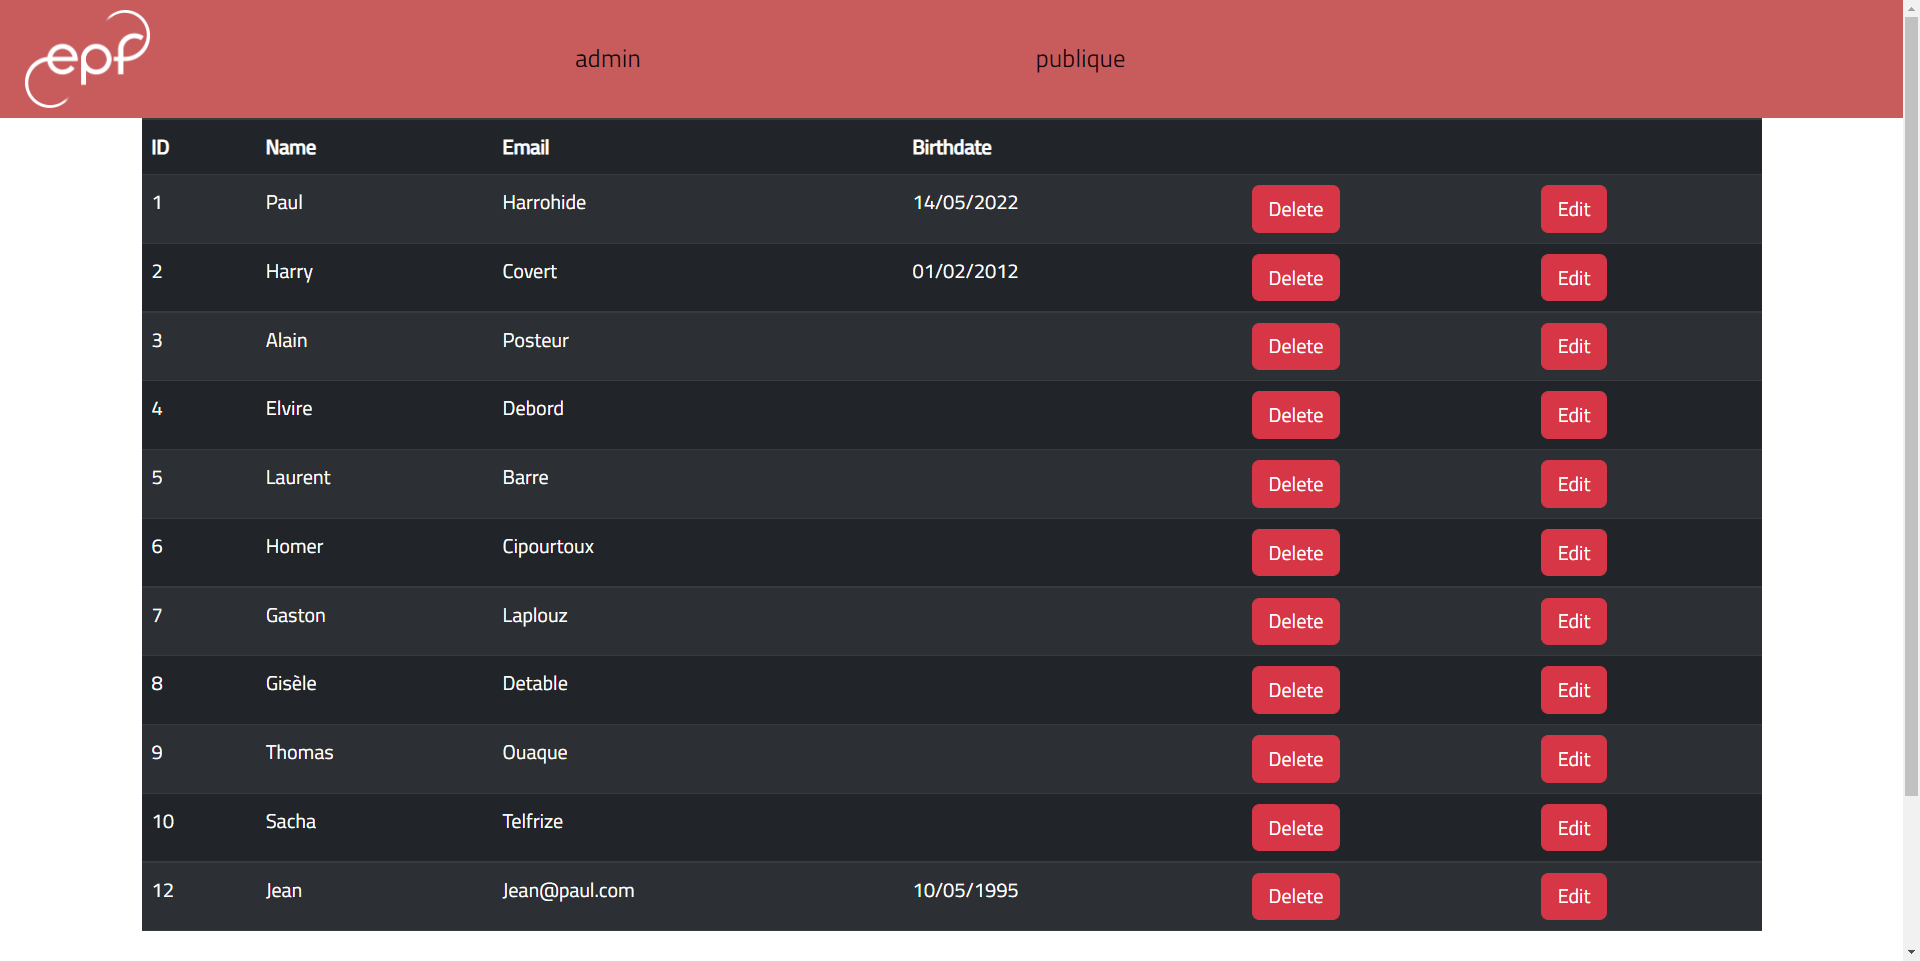 epf admin publique
ID Name Email Birthdate
1 Paul Harrohide 14/05/2022 Delete Edit
2 Harry Covert 01/02/2012 Delete Edit
3 Alain Posteur Delete Edit
4 Elvire Debord Delete Edit
5 Laurent Barre Delete Edit
6 Homer Cipourtoux Delete Edit
7 Gaston Laplouz Delete Edit
8 Gisèle Detable Delete Edit
9 Thomas Ouaque Delete Edit
10 Sacha Telfrize Delete Edit
12 Jean Jean@paul.com 10/05/1995 Delete Edit